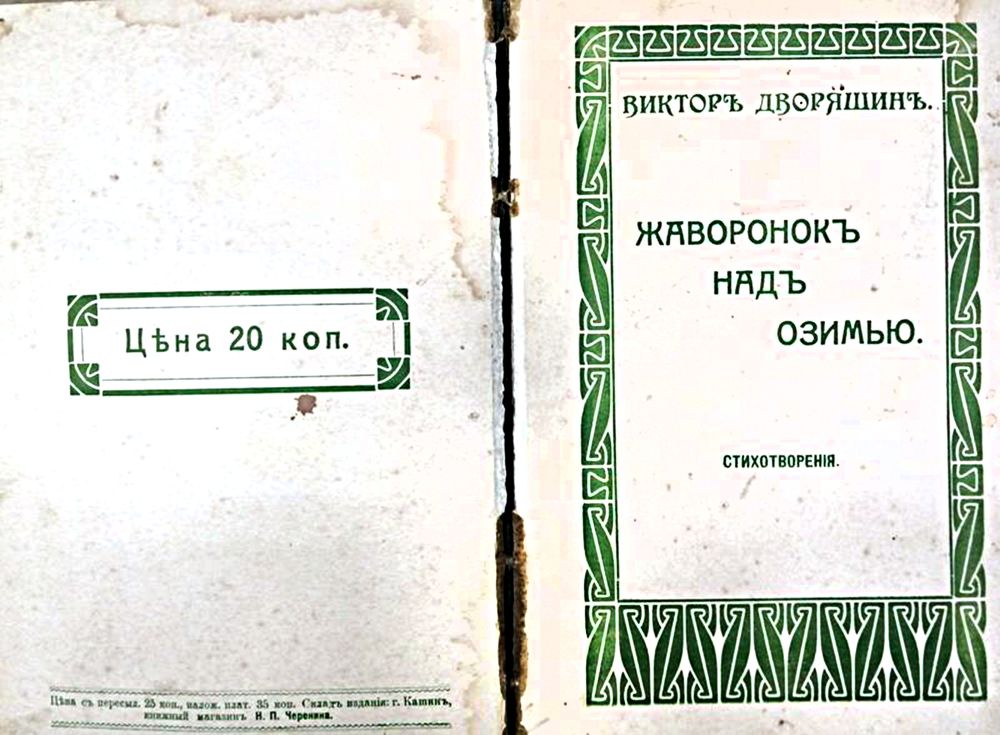 Цѣна 20 коп.
Цѣна съ пересыл. 25 коп., налож. плат. 35 коп. Складъ изданія: г. Кашинъ,
книжный магазинъ Н. П. Черенина.
ВИКТОРЪ ДВОРЯШИНЪ.
ЖАВОРОНОКЪ
НАДЪ
ОЗИМЬЮ.
СТИХОТВОРЕНІЯ.